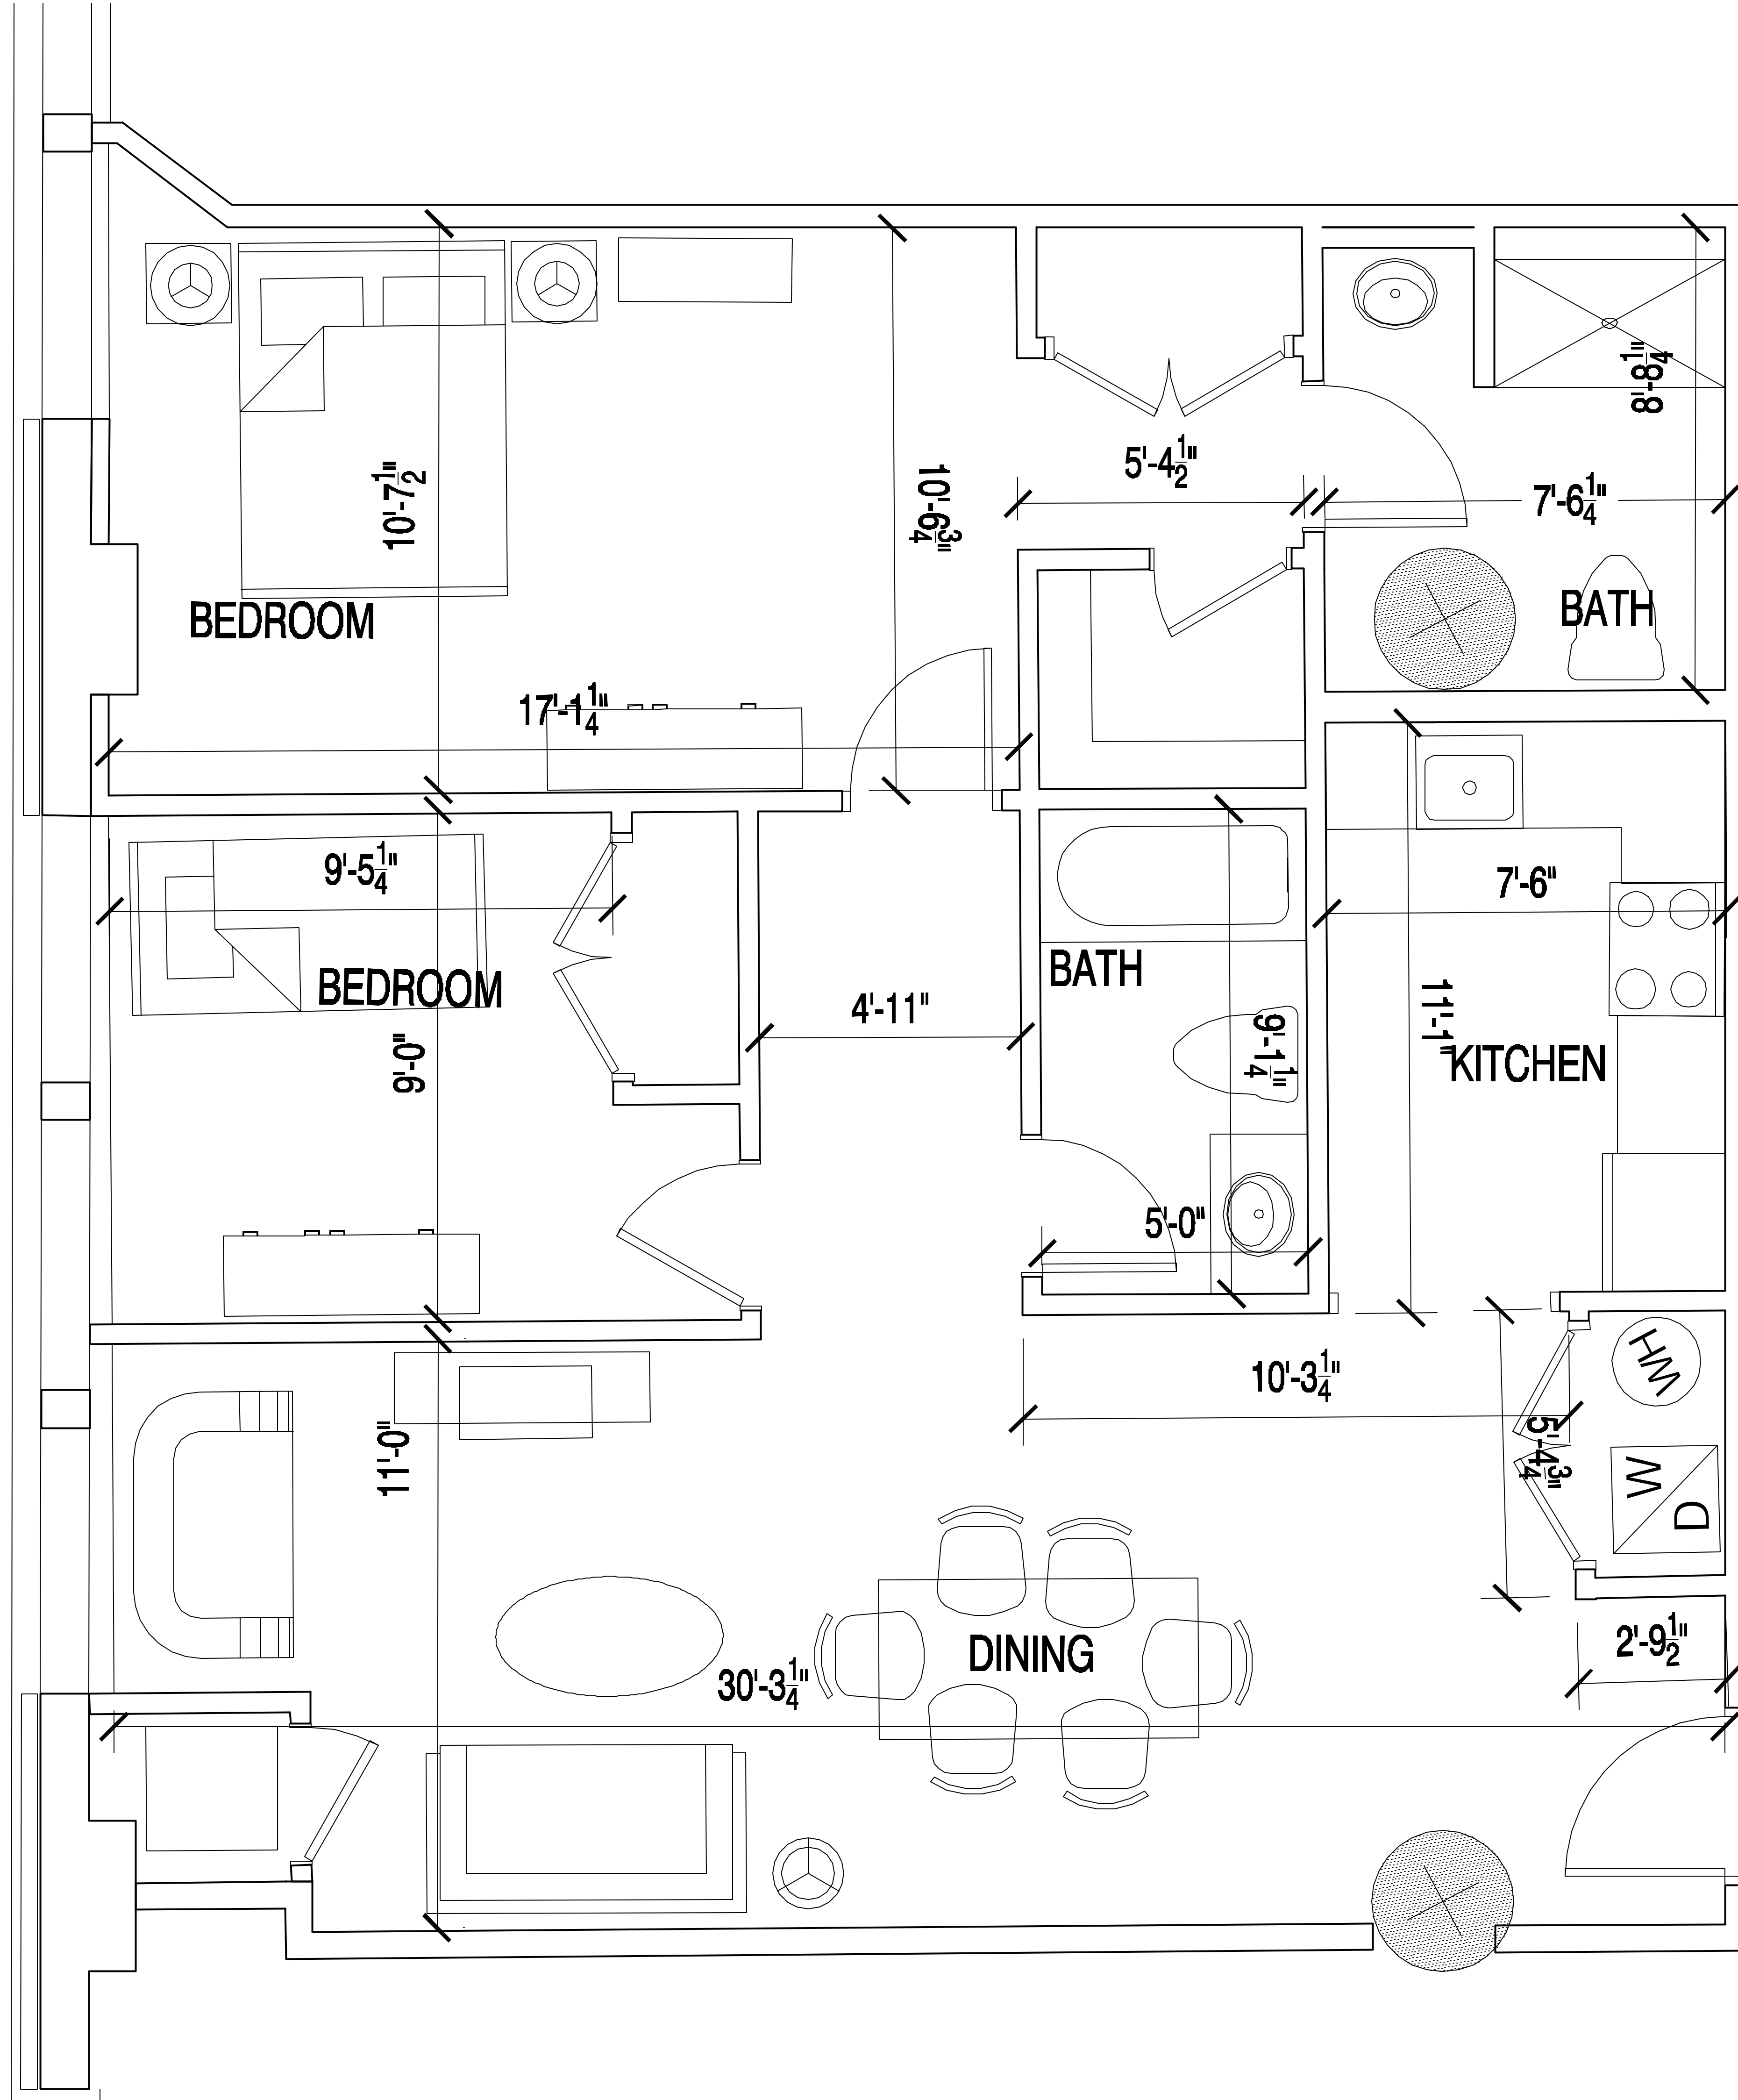 5'-4 1/2"
8'-8 1/4"
10'-7 1/2"
10'-6 3/4"
7'-6 1/4"
BEDROOM
BATH
17'-1 1/4"
9'-5 1/4"
7'-6"
BATH
BEDROOM
4'-11"
9'-1 1/4"
11'-1"
KITCHEN
9'-0"
5'-0"
HW
10'-3 1/4"
11'-0"
5'-4 3/4"
W
D
DINING
2'-9 1/2"
30'-3 1/4"